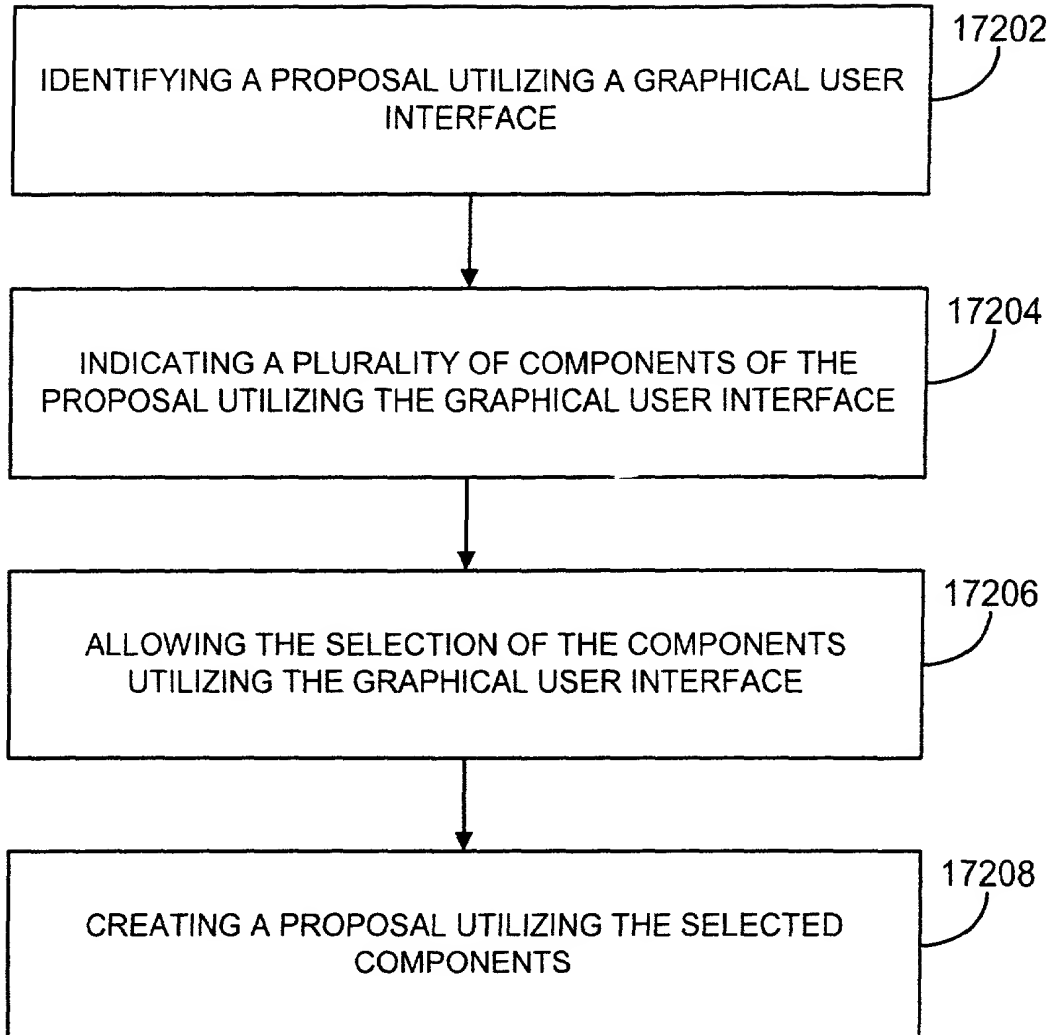 17202
IDENTIFYING A PROPOSAL UTILIZING A GRAPHICAL USER
INTERFACE
17204
INDICATING A PLURALITY OF COMPONENTS OF THE
PROPOSAL UTILIZING THE GRAPHICAL USER INTERFACE
17206
ALLOWING THE SELECTION OF THE COMPONENTS
UTILIZING THE GRAPHICAL USER INTERFACE
17208
CREATING A PROPOSAL UTILIZING THE SELECTED
COMPONENTS